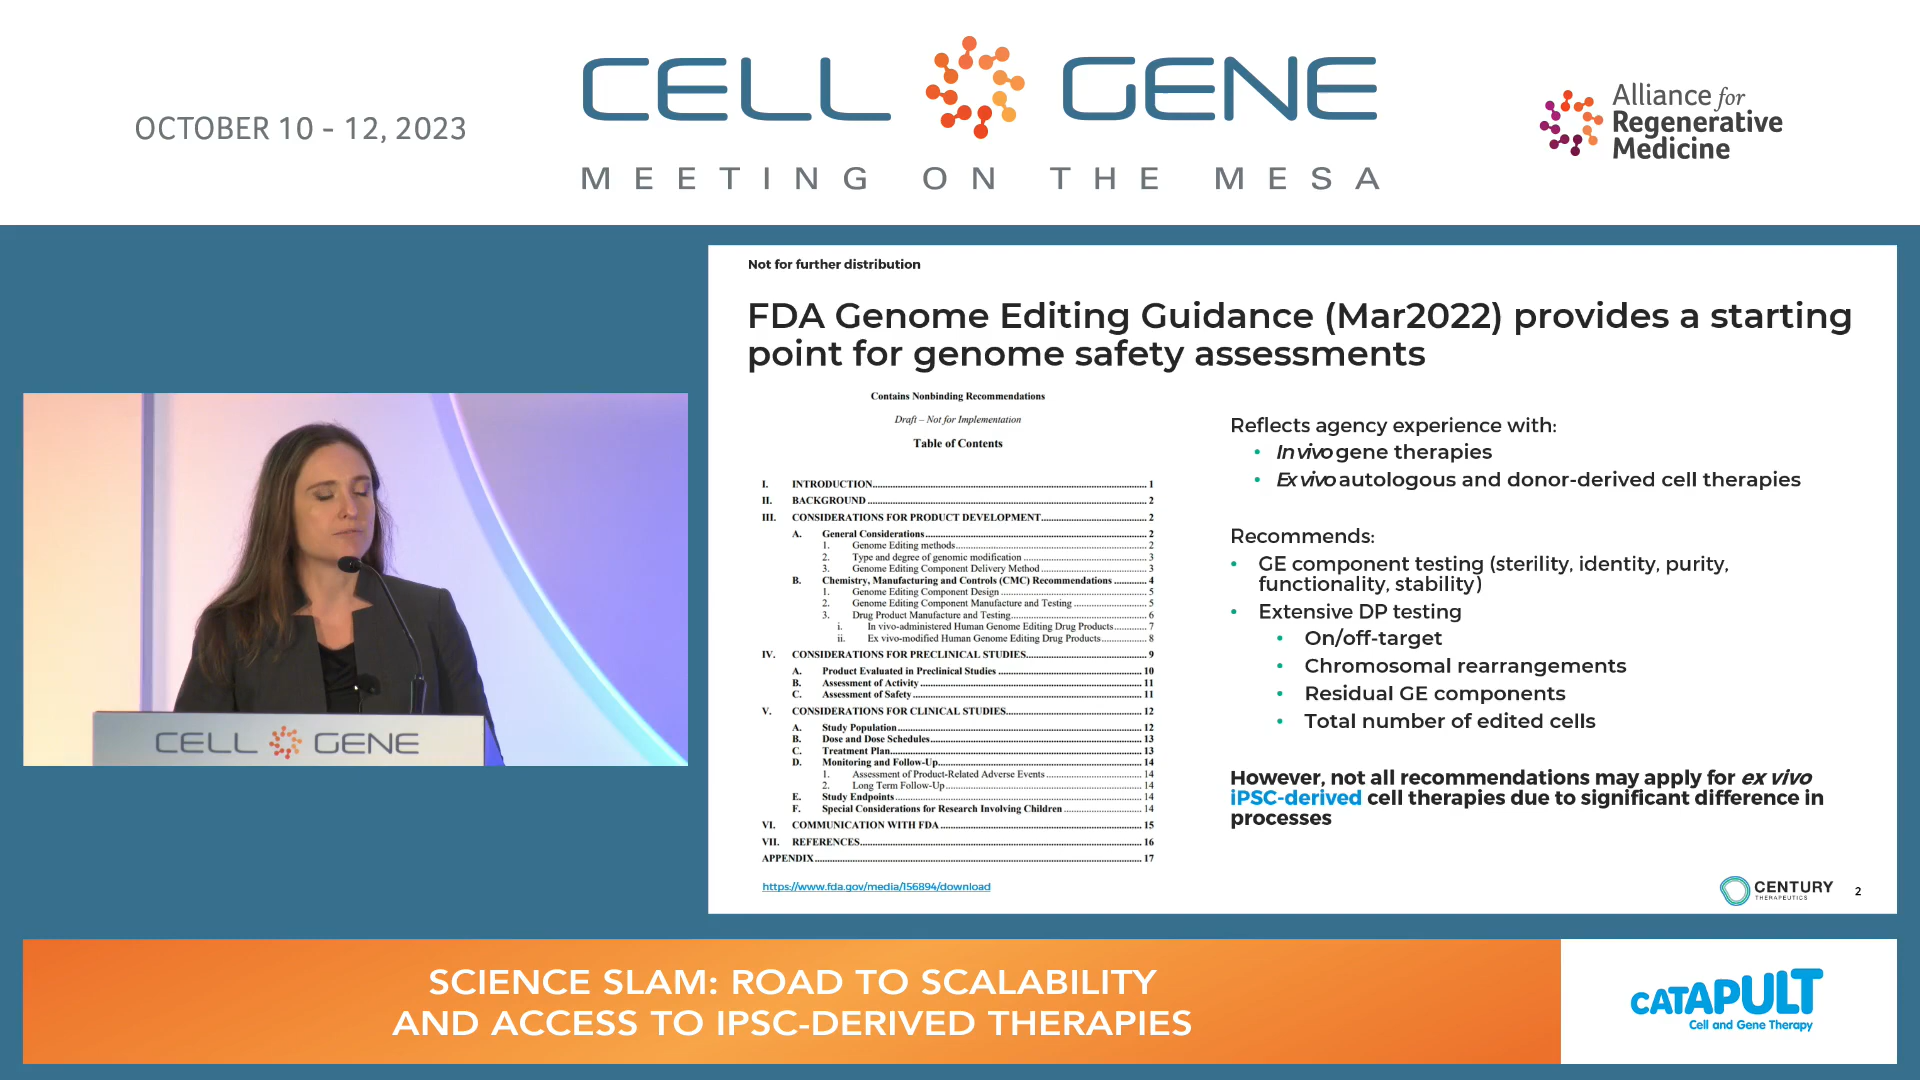 OCTOBER 10 - 12, 2023
CELL GENE
MEETING ON THE MESA
Alliance for
Regenerative
Medicine
CELL GENE
Not for further distribution
FDA Genome Editing Guidance (Mar2022) provides a starting
point for genome safety assessments
Contains Nonbinding Recommendations
Draft – Not for Implementation
Table of Contents
I. INTRODUCTION........ 1
II. BACKGROUND ........ 2
III. CONSIDERATIONS FOR PRODUCT DEVELOPMENT........ 2
A. General Considerations........ 2
1. Genome Editing methods........ 2
2. Type and degree of genomic modification ........ 3
3. Genome Editing Component Delivery Method ........ 3
B. Chemistry, Manufacturing and Controls (CMC) Recommendations ........ 4
1. Genome Editing Component Design ........ 5
2. Genome Editing Component Manufacture and Testing ........ 5
3. Drug Product Manufacture and Testing........ 6
i. In vivo-administered Human Genome Editing Drug Products........ 7
ii. Ex vivo-modified Human Genome Editing Drug Products........ 8
IV. CONSIDERATIONS FOR PRECLINICAL STUDIES........ 9
A. Product Evaluated in Preclinical Studies ........ 10
B. Assessment of Activity ........ 11
C. Assessment of Safety ........ 11
V. CONSIDERATIONS FOR CLINICAL STUDIES........ 12
A. Study Population........ 12
B. Dose and Dose Schedules........ 13
C. Treatment Plan........ 13
D. Monitoring and Follow-Up........ 14
1. Assessment of Product-Related Adverse Events ........ 14
2. Long Term Follow-Up........ 14
E. Study Endpoints ........ 14
F. Special Considerations for Research Involving Children ........ 14
VI. COMMUNICATION WITH FDA ........ 15
VII. REFERENCES........ 16
APPENDIX........ 17
https://www.fda.gov/media/156894/download
Reflects agency experience with:
• In vivo gene therapies
• Ex vivo autologous and donor-derived cell therapies
Recommends:
• GE component testing (sterility, identity, purity,
functionality, stability)
• Extensive DP testing
• On/off-target
• Chromosomal rearrangements
• Residual GE components
• Total number of edited cells
However, not all recommendations may apply for ex vivo
iPSC-derived cell therapies due to significant difference in
processes
CENTURY
THERAPEUTICS
2
SCIENCE SLAM: ROAD TO SCALABILITY
AND ACCESS TO IPSC-DERIVED THERAPIES
CATAPULT
Cell and Gene Therapy